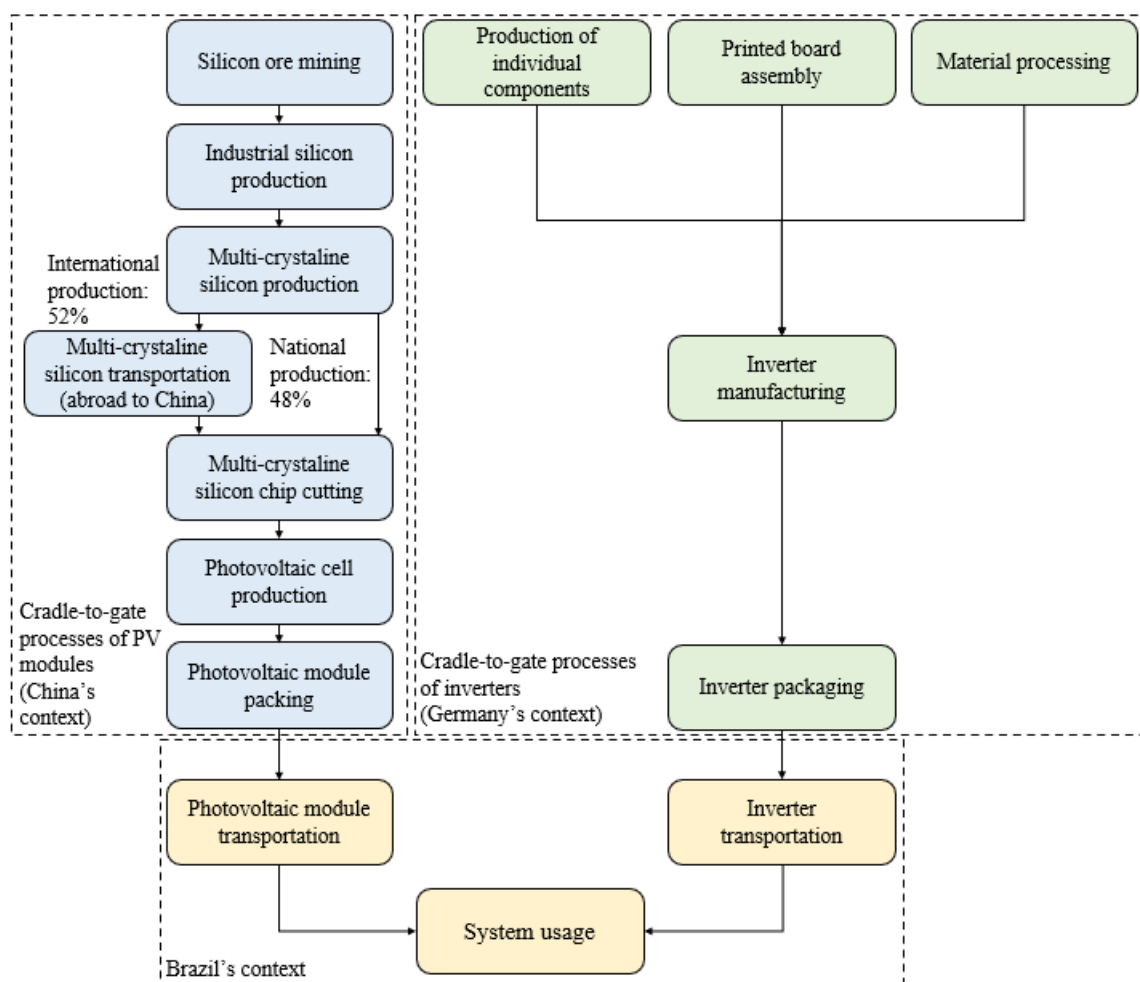 Silicon ore mining
Industrial silicon
production
Multi-crystaline
silicon production
International
production:
52%
Multi-crystaline
silicon transportation
(abroad to China)
National
production:
48%
Multi-crystaline
silicon chip cutting
Photovoltaic cell
production
Photovoltaic module
packing
Cradle-to-gate
processes of PV
modules
(China's
context)
Production of
individual
components
Printed board
assembly
Material processing
Inverter
manufacturing
Inverter packaging
Cradle-to-gate processes
of inverters
(Germany's context)
Photovoltaic module
transportation
Inverter
transportation
System usage
Brazil's context